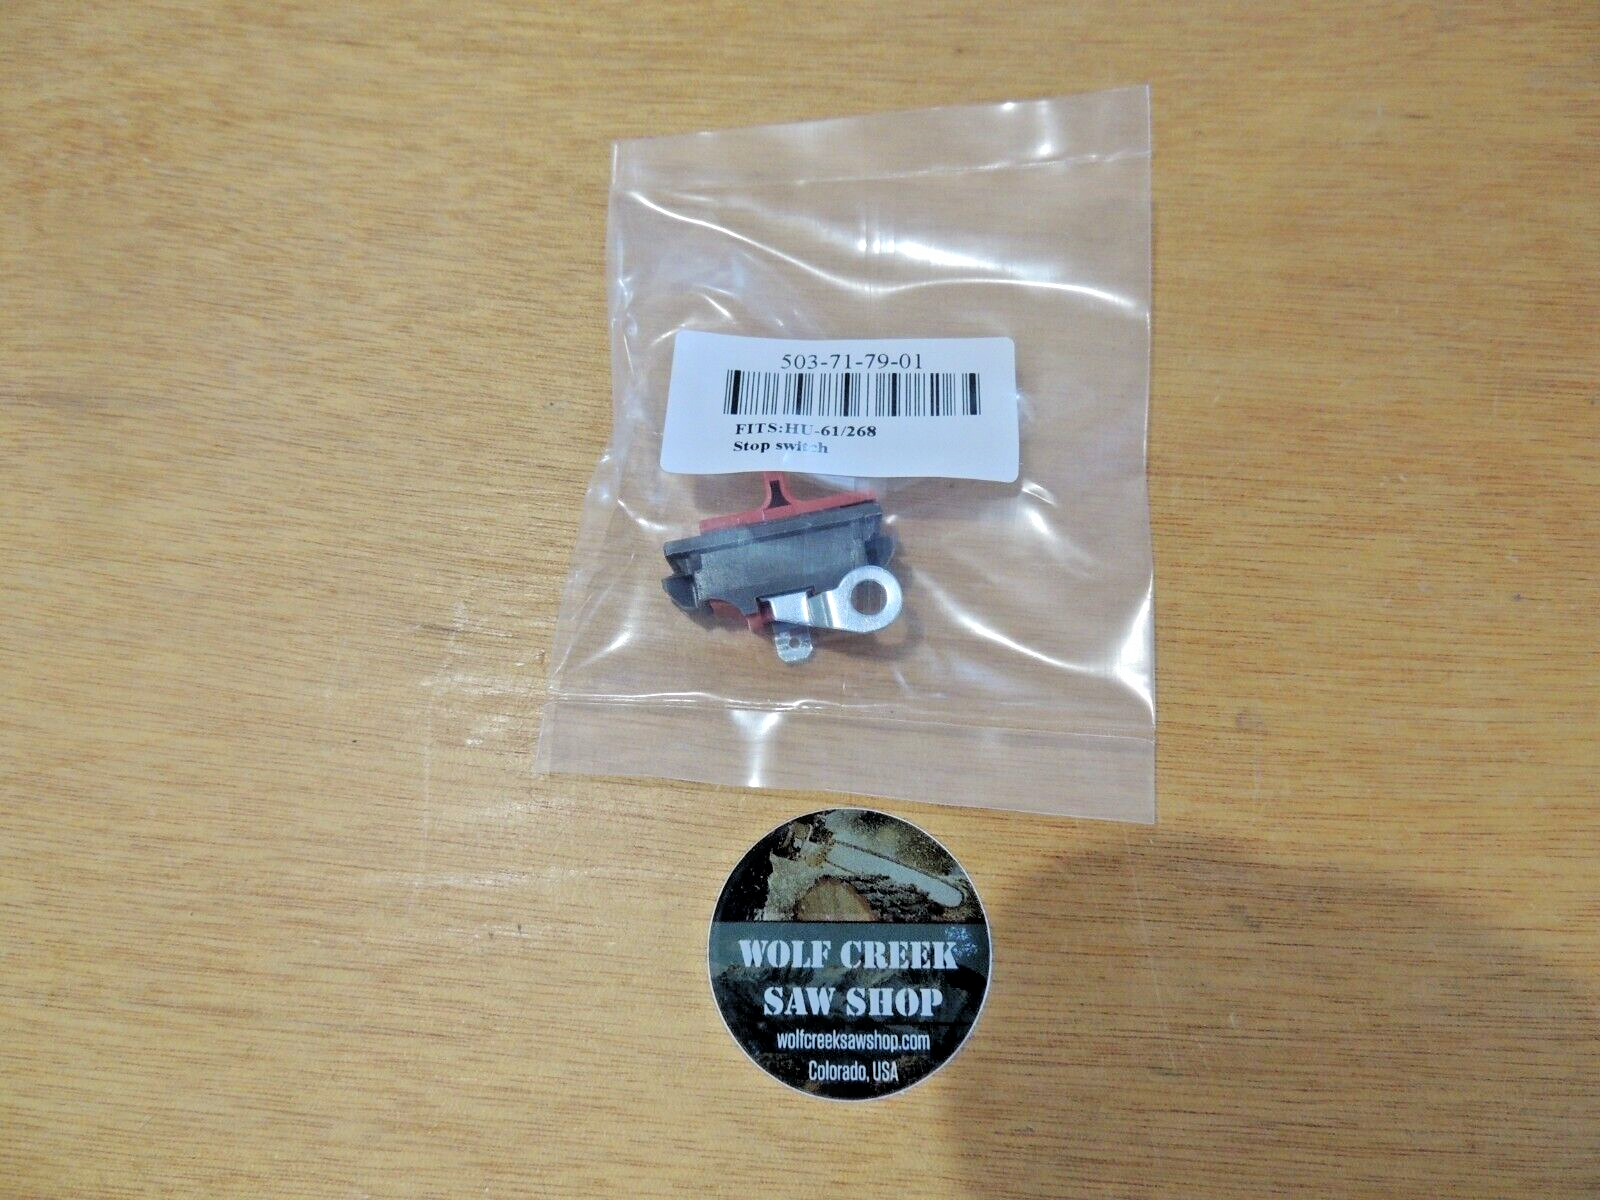 503-71-79-01
FITS:HU-61/268
Stop switch
WOLF CREEK
SAW SHOP
wolfcreeksawshop.com
Colorado, USA